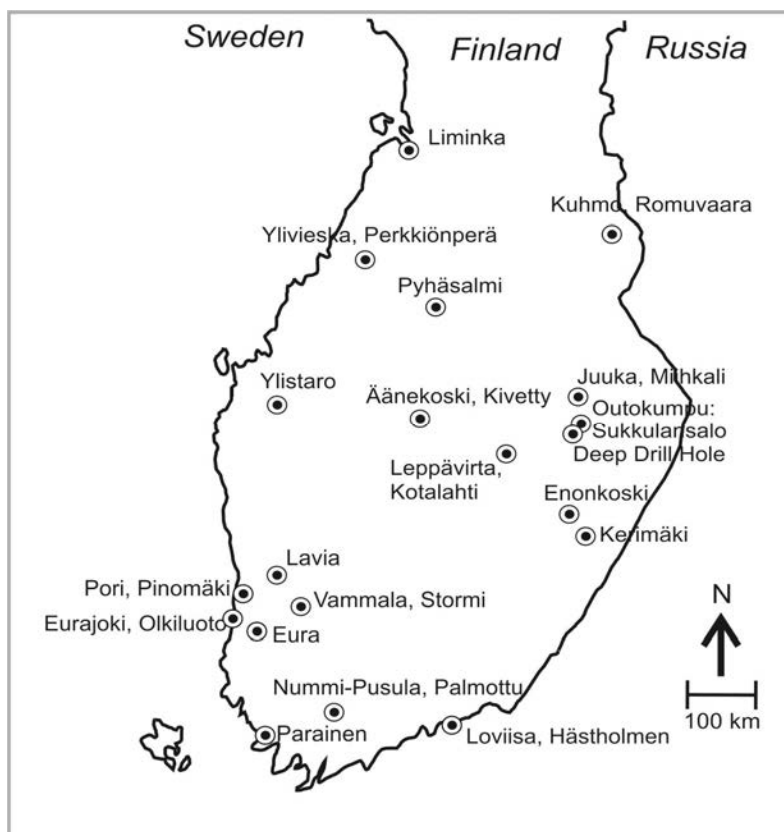 Sweden
Finland
Russia
Liminka
Kuhmo, Romuvaara
Ylivieska, Perkkiönperä
Pyhäsalmi
Juuka, Miihkali
Ylistaro
Äänekoski, Kivetty
Outokumpu:
Sukkulansalo
Deep Drill Hole
Leppävirta,
Kotalahti
Enonkoski
Kerimäki
Lavia
Pori, Pinomäki
Vammala, Stormi
Eurajoki, Olkiluoto
Eura
N
Nummi-Pusula, Palmottu
100 km
Parainen
Loviisa, Hästholmen